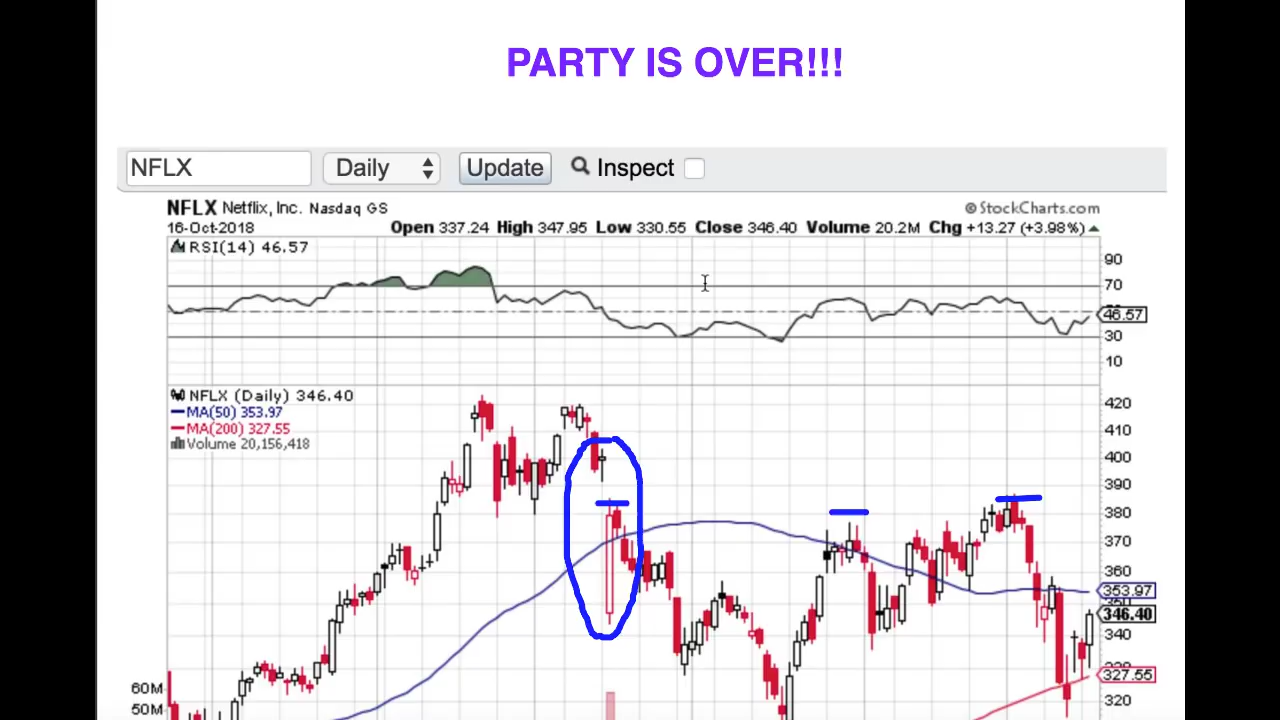 PARTY IS OVER!!!
NFLX Daily Update Inspect
NFLX Netflix, Inc. Nasdaq GS © StockCharts.com
16-Oct-2018 Open 337.24 High 347.95 Low 330.55 Close 346.40 Volume 20.2M Chg +13.27 (+3.98%)
RSI(14) 46.57
90
70
46.57
30
10
NFLX (Daily) 346.40
MA(50) 353.97
MA(200) 327.55
Volume 20,156,418
420
410
400
390
380
370
360
353.97
346.40
340
327.55
320
60M
50M